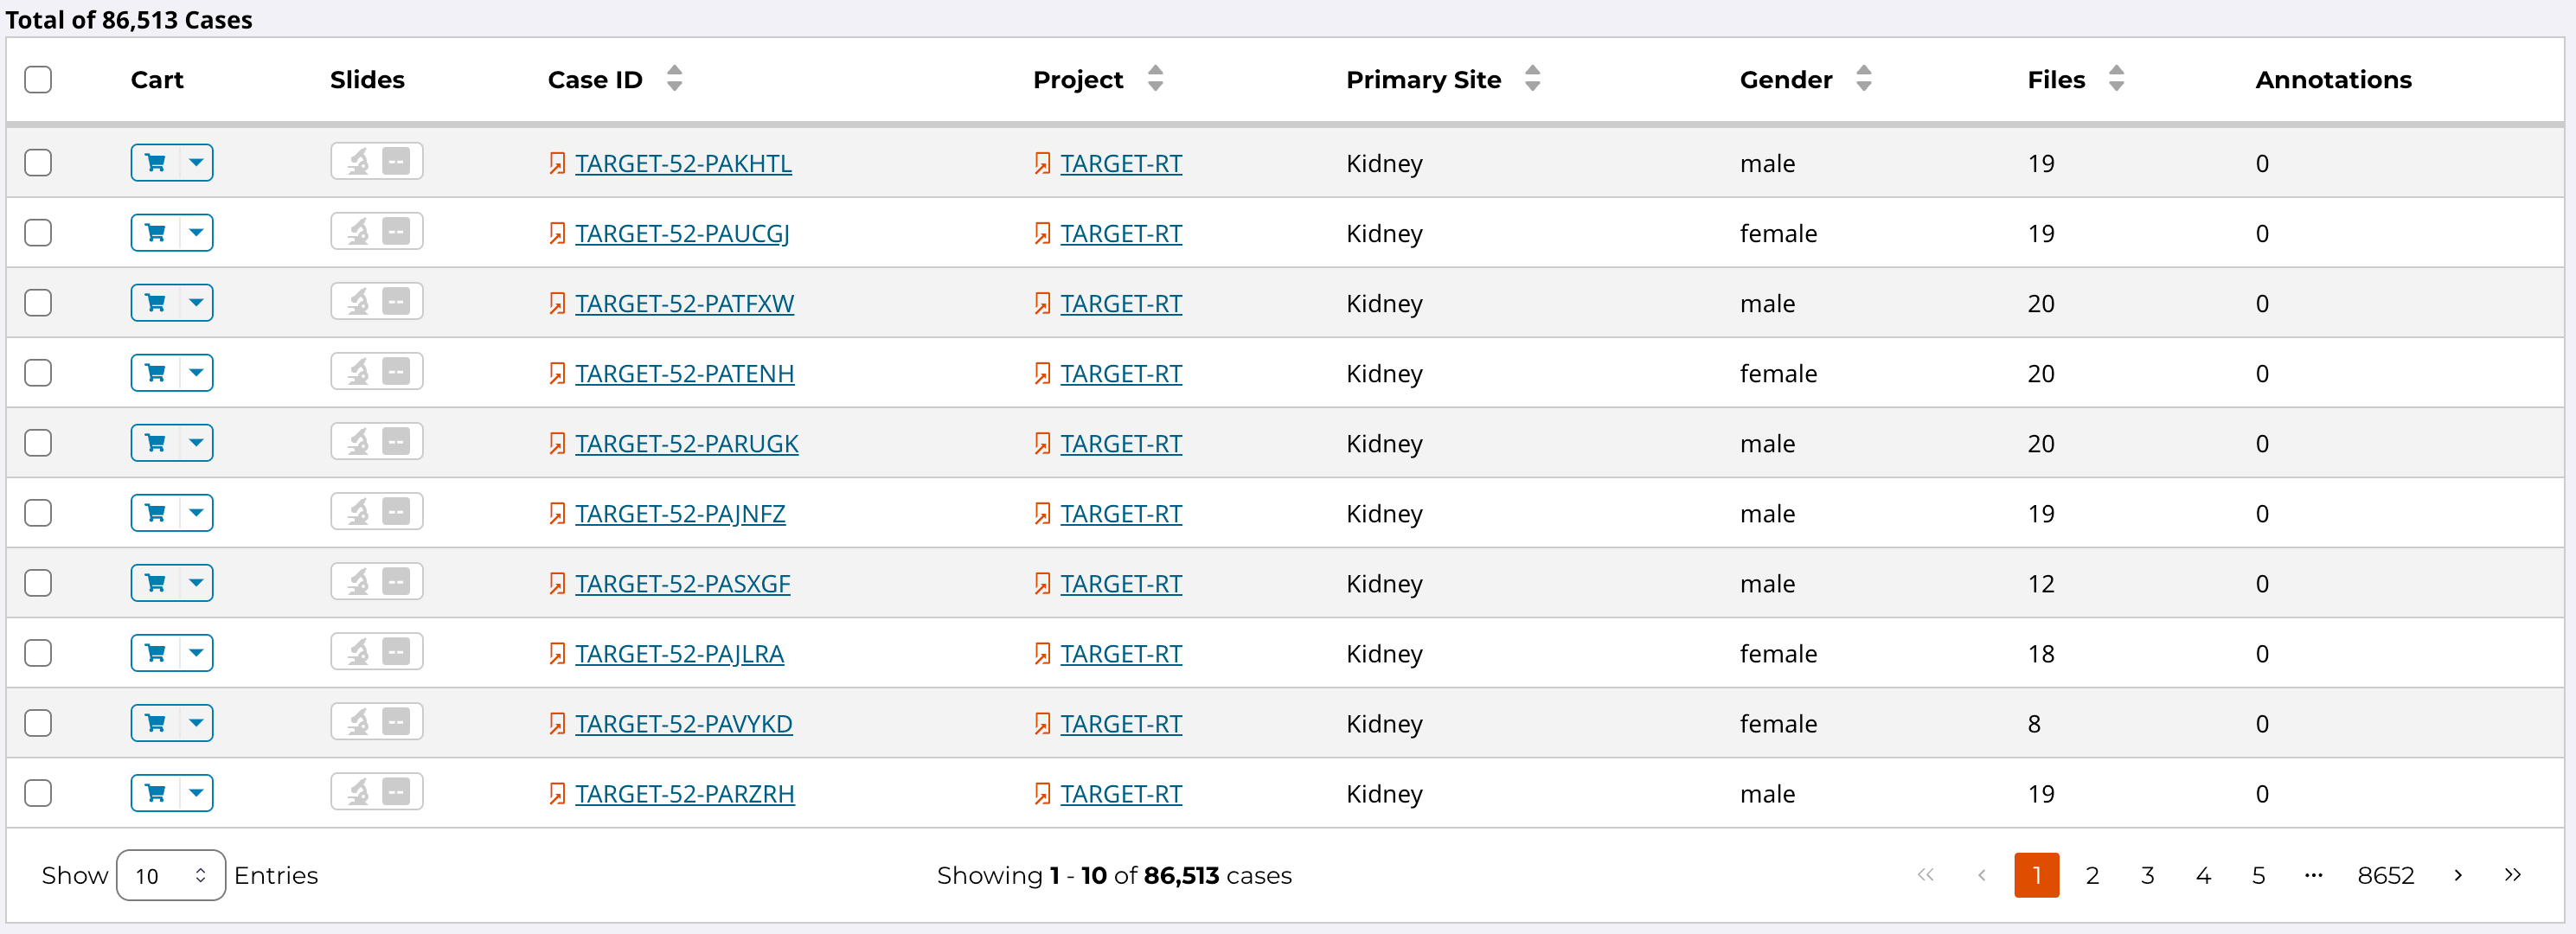 Total of 86,513 Cases
Cart Slides Case ID Project Primary Site Gender Files Annotations
-- TARGET-52-PAKHTL TARGET-RT Kidney male 19 0
-- TARGET-52-PAUCGJ TARGET-RT Kidney female 19 0
-- TARGET-52-PATFXW TARGET-RT Kidney male 20 0
-- TARGET-52-PATENH TARGET-RT Kidney female 20 0
-- TARGET-52-PARUGK TARGET-RT Kidney male 20 0
-- TARGET-52-PAJNFZ TARGET-RT Kidney male 19 0
-- TARGET-52-PASXGF TARGET-RT Kidney male 12 0
-- TARGET-52-PAJLRA TARGET-RT Kidney female 18 0
-- TARGET-52-PAVYKD TARGET-RT Kidney female 8 0
-- TARGET-52-PARZRH TARGET-RT Kidney male 19 0
Show 10 Entries Showing 1 - 10 of 86,513 cases « ‹ 1 2 3 4 5 ··· 8652 › »